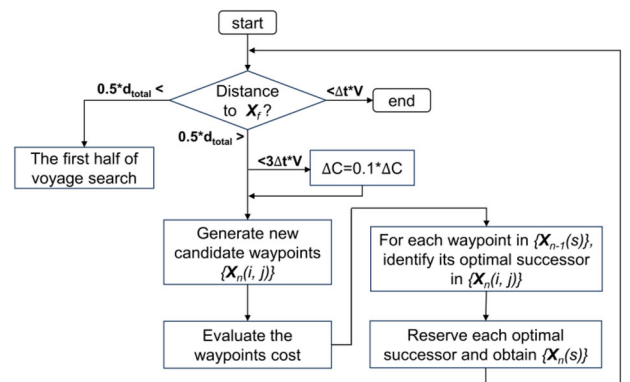 start
Distance
to X_f ?
0.5*d_total <
<Δt*V
end
0.5*d_total >
The first half of
voyage search
<3Δt*V
ΔC=0.1*ΔC
Generate new
candidate waypoints
{X_n(i, j)}
For each waypoint in {X_n-1(s)},
identify its optimal successor
in {X_n(i, j)}
Evaluate the
waypoints cost
Reserve each optimal
successor and obtain {X_n(s)}